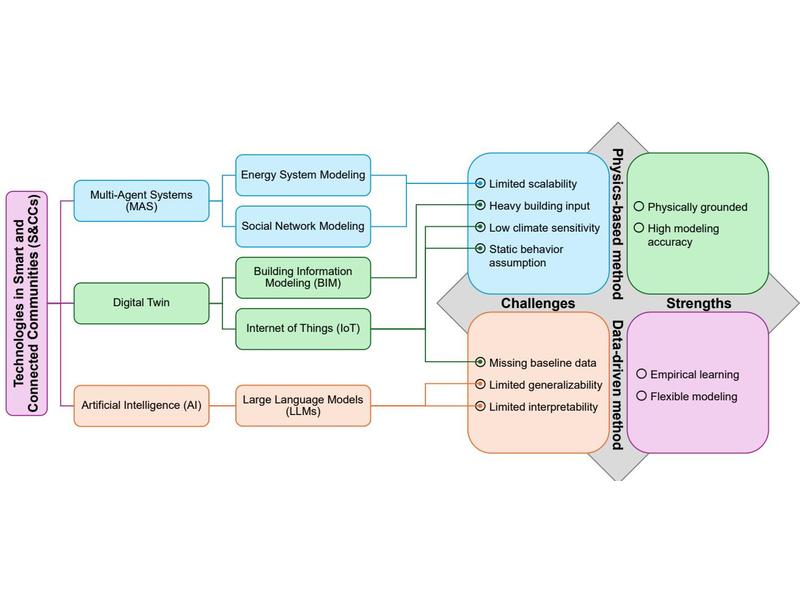 Technologies in Smart and
Connected Communities (S&CCs)
Multi-Agent Systems
(MAS)
Digital Twin
Artificial Intelligence (AI)
Energy System Modeling
Social Network Modeling
Building Information
Modeling (BIM)
Internet of Things (IoT)
Large Language Models
(LLMs)
Limited scalability
Heavy building input
Low climate sensitivity
Static behavior
assumption
Physics-based method
Physically grounded
High modeling
accuracy
Challenges
Strengths
Missing baseline data
Limited generalizability
Limited interpretability
Data-driven method
Empirical learning
Flexible modeling